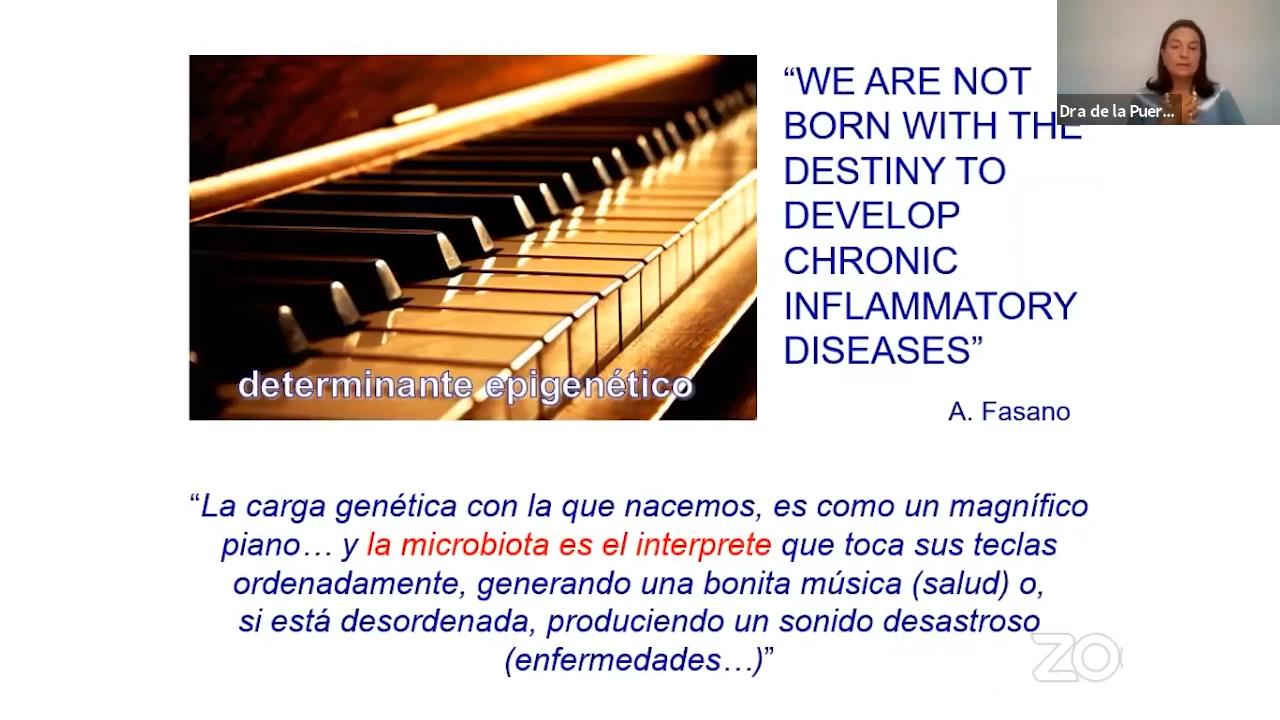 “WE ARE NOT
BORN WITH THE
DESTINY TO
DEVELOP
CHRONIC
INFLAMMATORY
DISEASES”
A. Fasano
Dra de la Puer...
determinante epigenético
“La carga genética con la que nacemos, es como un magnífico
piano… y la microbiota es el interprete que toca sus teclas
ordenadamente, generando una bonita música (salud) o,
si está desordenada, produciendo un sonido desastroso
(enfermedades…)”